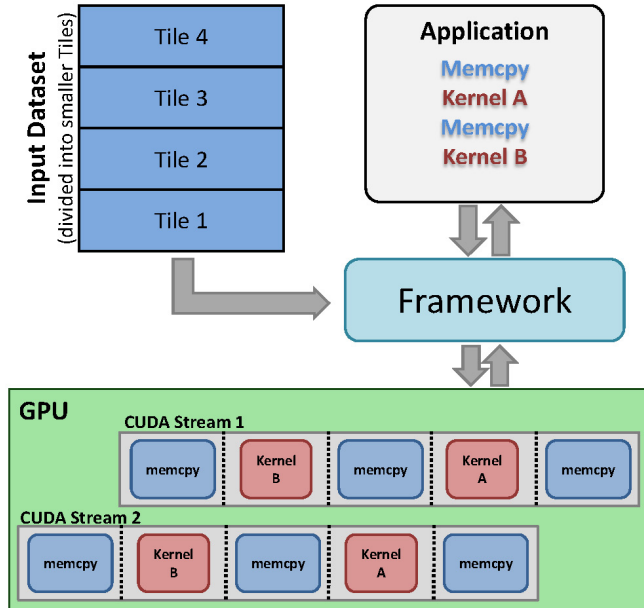 Input Dataset
(divided into smaller Tiles)
Tile 4
Tile 3
Tile 2
Tile 1
Application
Memcpy
Kernel A
Memcpy
Kernel B
Framework
GPU
CUDA Stream 1
memcpy
Kernel
B
memcpy
Kernel
A
memcpy
CUDA Stream 2
memcpy
Kernel
B
memcpy
Kernel
A
memcpy